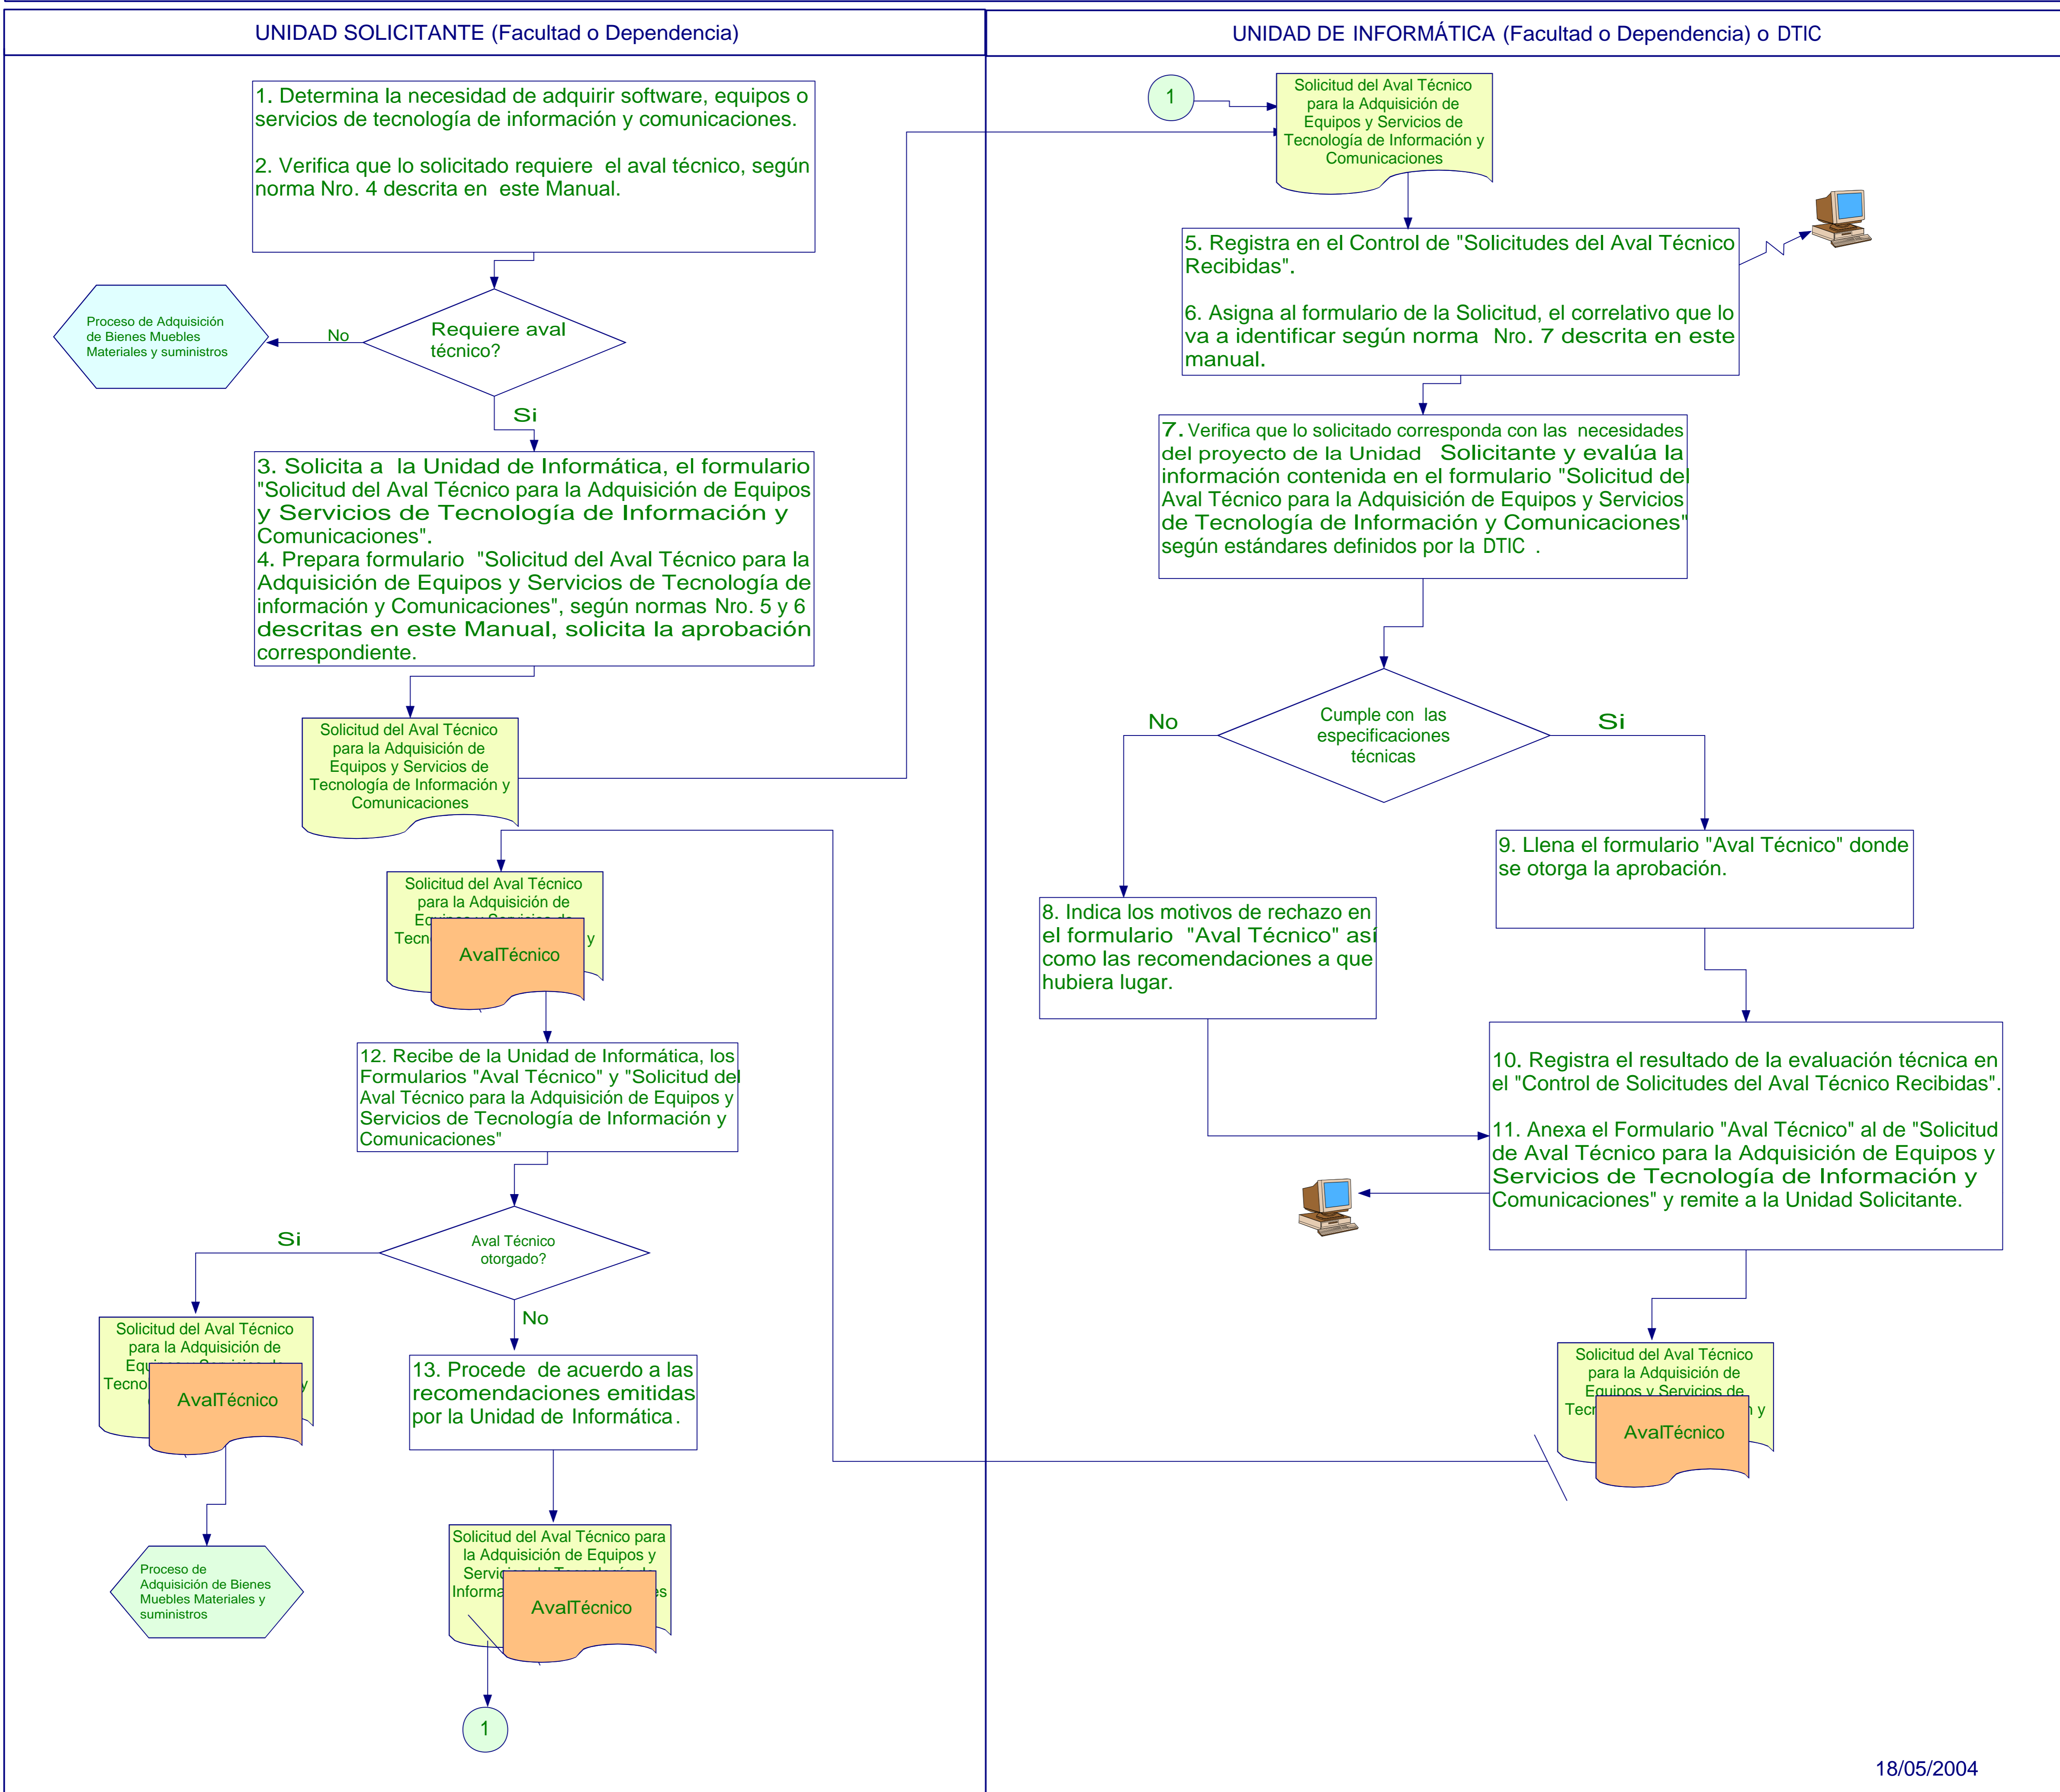 UNIDAD SOLICITANTE (Facultad o Dependencia)
1. Determina la necesidad de adquirir software, equipos o
servicios de tecnología de información y comunicaciones.
2. Verifica que lo solicitado requiere el aval técnico, según
norma Nro. 4 descrita en este Manual.
Requiere aval
técnico?
No
Proceso de Adquisición
de Bienes Muebles
Materiales y suministros
Si
3. Solicita a la Unidad de Informática, el formulario
"Solicitud del Aval Técnico para la Adquisición de Equipos
y Servicios de Tecnología de Información y
Comunicaciones".
4. Prepara formulario "Solicitud del Aval Técnico para la
Adquisición de Equipos y Servicios de Tecnología de
información y Comunicaciones", según normas Nro. 5 y 6
descritas en este Manual, solicita la aprobación
correspondiente.
Solicitud del Aval Técnico
para la Adquisición de
Equipos y Servicios de
Tecnología de Información y
Comunicaciones
Solicitud del Aval Técnico
para la Adquisición de
Equipos y Servicios de
Tecn y
AvalTécnico
12. Recibe de la Unidad de Informática, los
Formularios "Aval Técnico" y "Solicitud del
Aval Técnico para la Adquisición de Equipos y
Servicios de Tecnología de Información y
Comunicaciones"
Aval Técnico
otorgado?
Si
Solicitud del Aval Técnico
para la Adquisición de
Equipos y Servicios de
Tecno y
AvalTécnico
Proceso de
Adquisición de Bienes
Muebles Materiales y
suministros
No
13. Procede de acuerdo a las
recomendaciones emitidas
por la Unidad de Informática.
Solicitud del Aval Técnico para
la Adquisición de Equipos y
Servicios de Tecnología de
Informa es
AvalTécnico
1
UNIDAD DE INFORMÁTICA (Facultad o Dependencia) o DTIC
1
Solicitud del Aval Técnico
para la Adquisición de
Equipos y Servicios de
Tecnología de Información y
Comunicaciones
5. Registra en el Control de "Solicitudes del Aval Técnico
Recibidas".
6. Asigna al formulario de la Solicitud, el correlativo que lo
va a identificar según norma Nro. 7 descrita en este
manual.
7. Verifica que lo solicitado corresponda con las necesidades
del proyecto de la Unidad Solicitante y evalúa la
información contenida en el formulario "Solicitud del
Aval Técnico para la Adquisición de Equipos y Servicios
de Tecnología de Información y Comunicaciones"
según estándares definidos por la DTIC .
Cumple con las
especificaciones
técnicas
No
Si
8. Indica los motivos de rechazo en
el formulario "Aval Técnico" así
como las recomendaciones a que
hubiera lugar.
9. Llena el formulario "Aval Técnico" donde
se otorga la aprobación.
10. Registra el resultado de la evaluación técnica en
el "Control de Solicitudes del Aval Técnico Recibidas".
11. Anexa el Formulario "Aval Técnico" al de "Solicitud
de Aval Técnico para la Adquisición de Equipos y
Servicios de Tecnología de Información y
Comunicaciones" y remite a la Unidad Solicitante.
Solicitud del Aval Técnico
para la Adquisición de
Equipos y Servicios de
Tecn y
AvalTécnico
18/05/2004